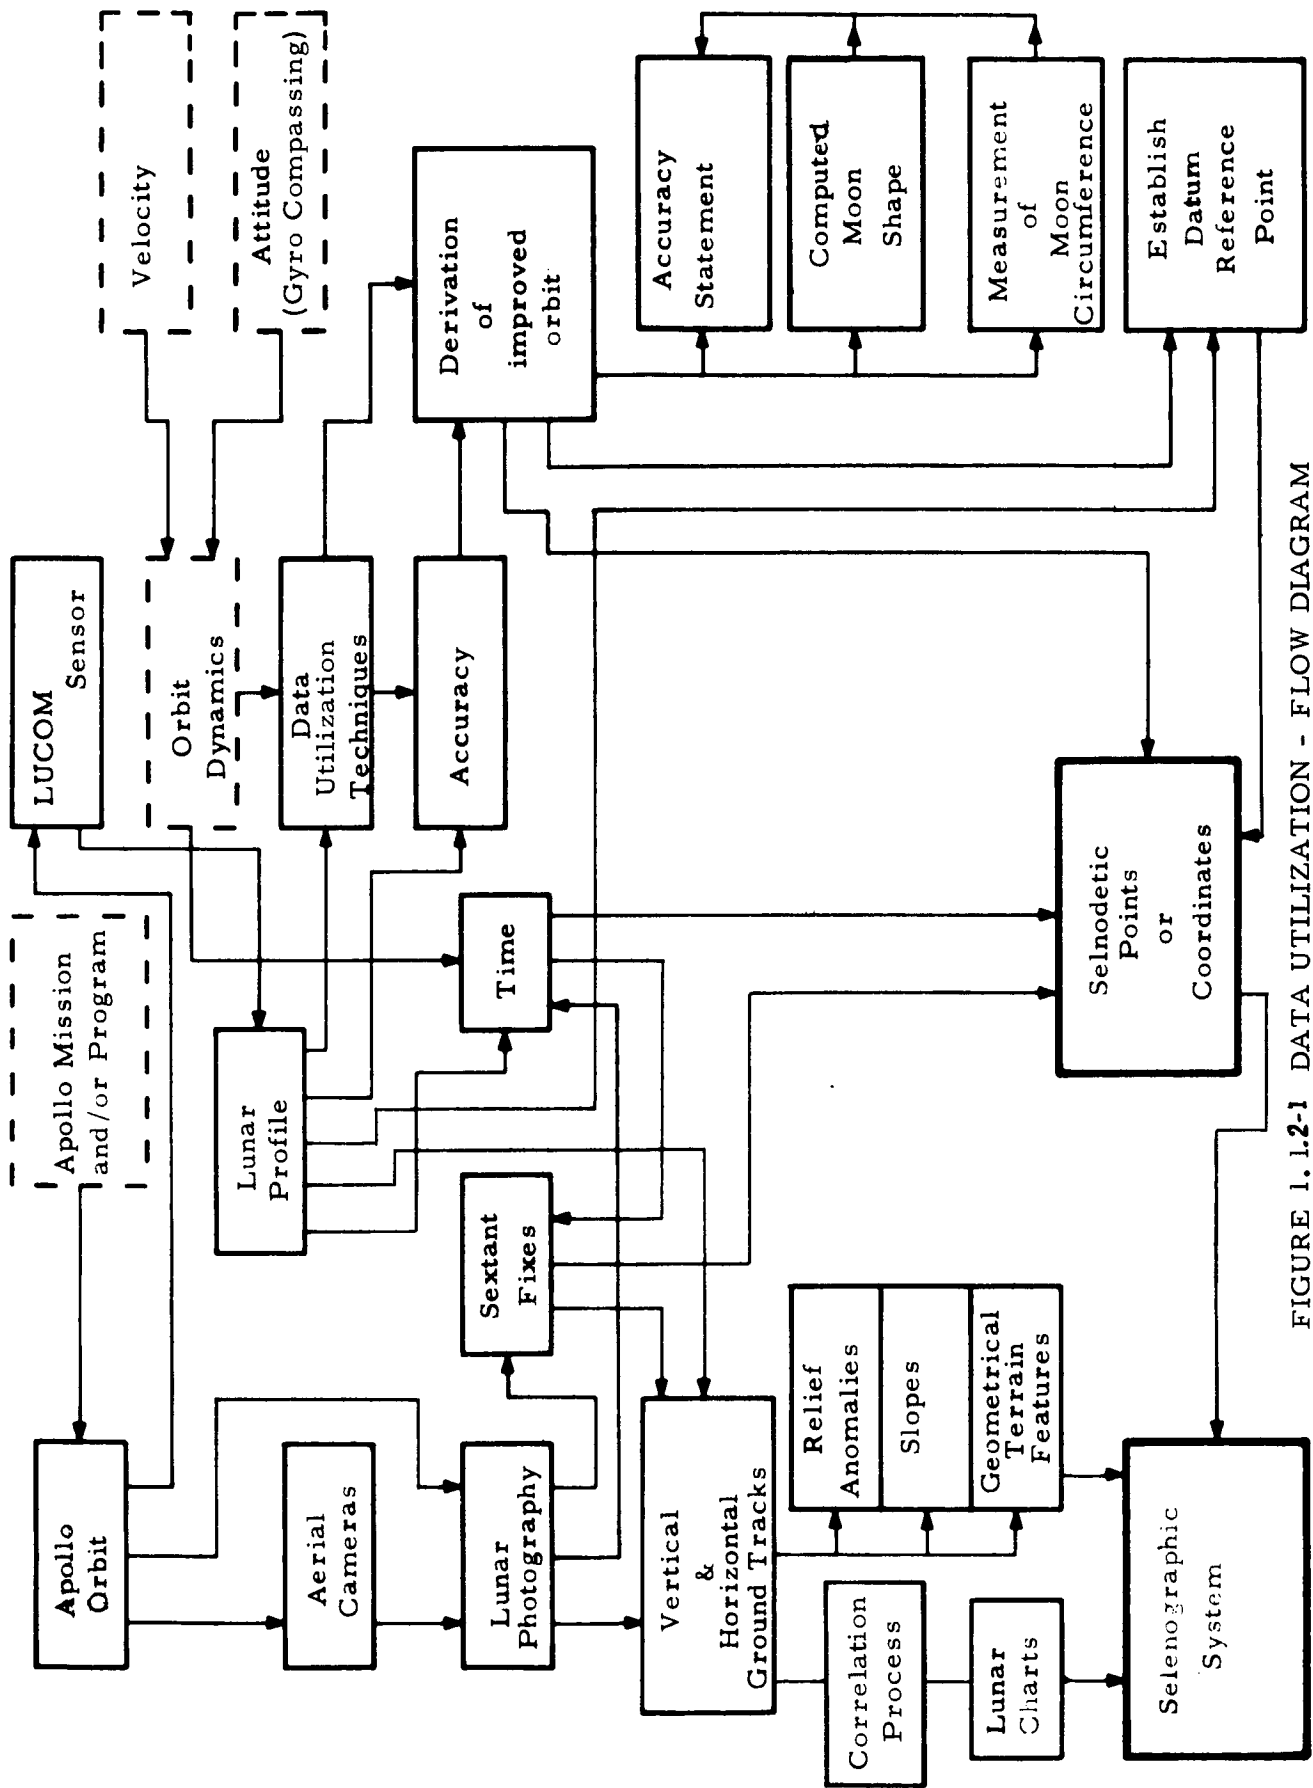 Apollo Mission
and/or Program
LUCOM
Sensor
Velocity
Attitude
(Gyro Compassing)
Apollo
Orbit
Orbit
Dynamics
Lunar
Profile
Data
Utilization
Techniques
Aerial
Cameras
Accuracy
Derivation
of
improved
orbit
Time
Sextant
Fixes
Lunar
Photography
Vertical
&
Horizontal
Ground Tracks
Accuracy
Statement
Computed
Moon
Shape
Measurement
of
Moon
Circumference
Establish
Datum
Reference
Point
Relief
Anomalies
Slopes
Geometrical
Terrain
Features
Correlation
Process
Lunar
Charts
Selnodetic
Points
or
Coordinates
Selenographic
System
FIGURE 1.1.2-1 DATA UTILIZATION - FLOW DIAGRAM